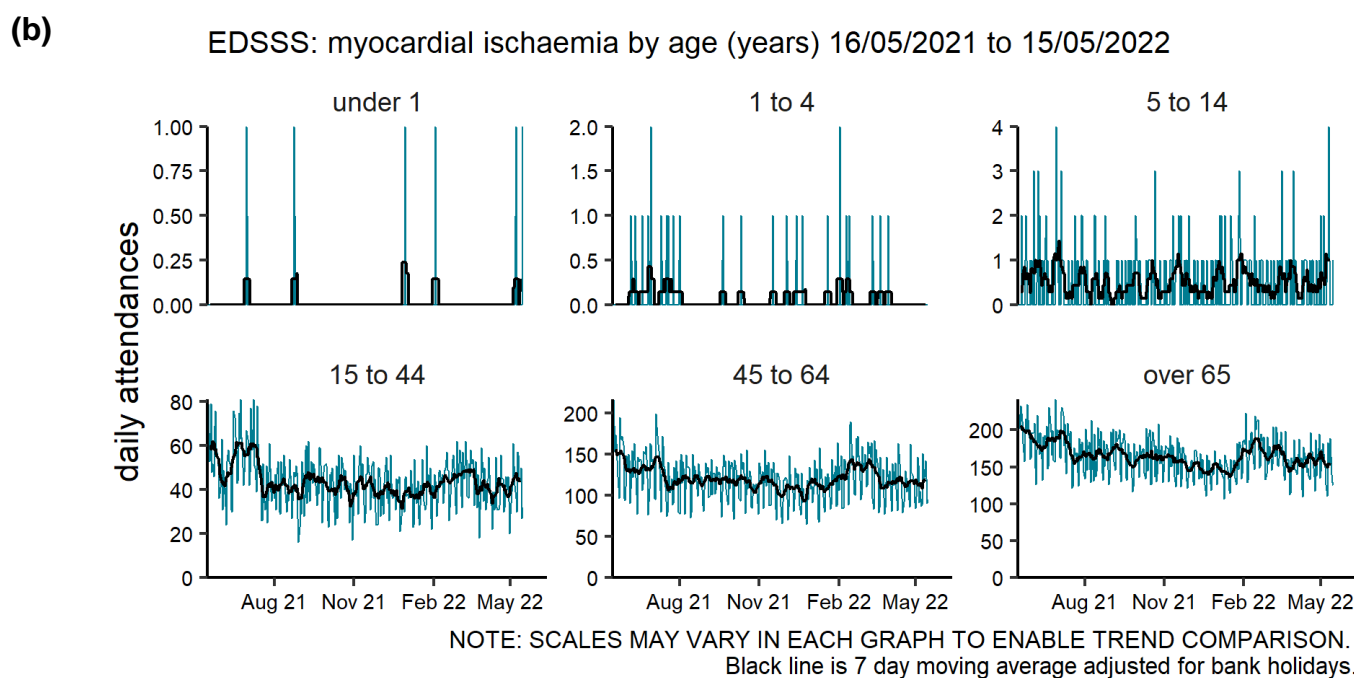 (b)
EDSSS: myocardial ischaemia by age (years) 16/05/2021 to 15/05/2022
daily attendances
under 1
1.00
0.75
0.50
0.25
0.00
1 to 4
2.0
1.5
1.0
0.5
0.0
5 to 14
4
3
2
1
0
15 to 44
80
60
40
20
0
Aug 21 Nov 21 Feb 22 May 22
45 to 64
200
150
100
50
0
Aug 21 Nov 21 Feb 22 May 22
over 65
200
150
100
50
0
Aug 21 Nov 21 Feb 22 May 22
NOTE: SCALES MAY VARY IN EACH GRAPH TO ENABLE TREND COMPARISON.
Black line is 7 day moving average adjusted for bank holidays.